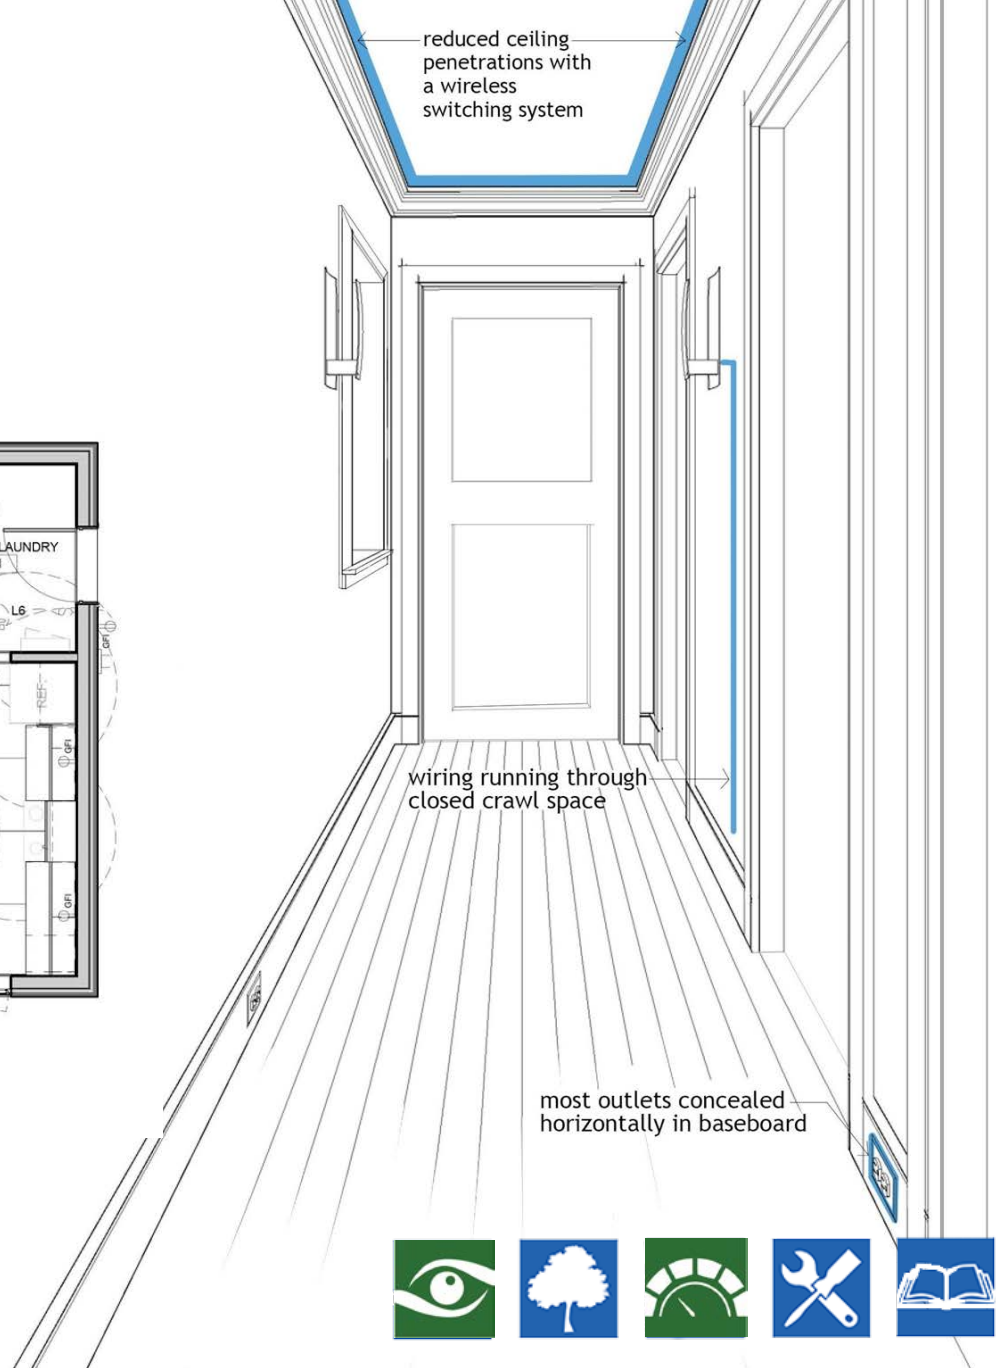 reduced ceiling
penetrations with
a wireless
switching system
LAUNDRY
L6
GFI
REF.
GFI
GFI
wiring running through
closed crawl space
most outlets concealed
horizontally in baseboard